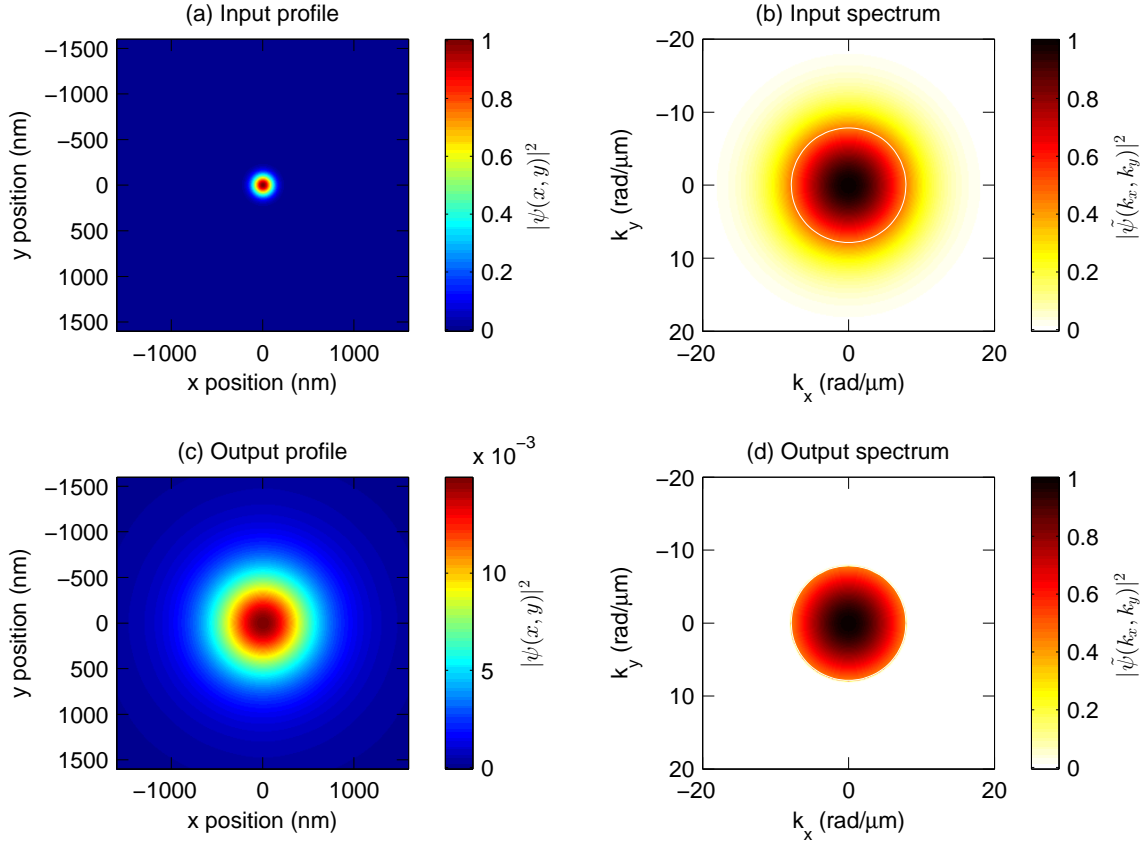 (a) Input profile
−1500
−1000
−500
0
500
1000
1500
−1000 0 1000
x position (nm)
y position (nm)
1
0.8
0.6
0.4
0.2
0
|ψ(x, y)|²
(b) Input spectrum
−20
−10
0
10
20
−20 0 20
k_x (rad/μm)
k_y (rad/μm)
1
0.8
0.6
0.4
0.2
0
|ψ̃(k_x, k_y)|²
(c) Output profile
−1500
−1000
−500
0
500
1000
1500
−1000 0 1000
x position (nm)
y position (nm)
x 10⁻³
10
5
0
|ψ(x, y)|²
(d) Output spectrum
−20
−10
0
10
20
−20 0 20
k_x (rad/μm)
k_y (rad/μm)
1
0.8
0.6
0.4
0.2
0
|ψ̃(k_x, k_y)|²